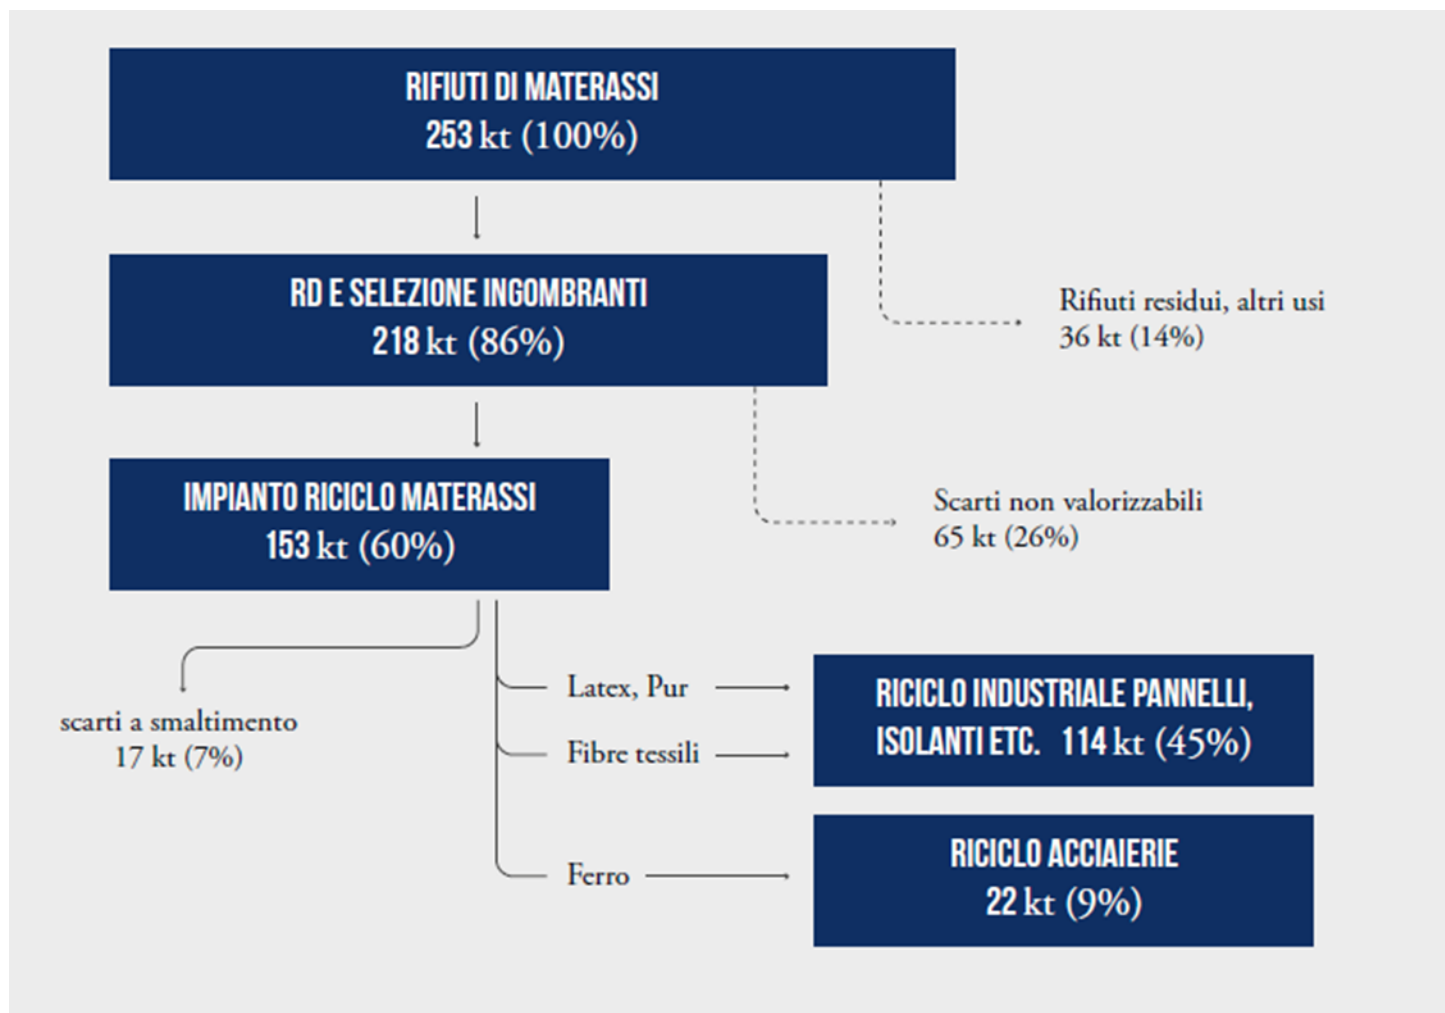 RIFIUTI DI MATERASSI
253 kt (100%)
RD E SELEZIONE INGOMBRANTI
218 kt (86%)
Rifiuti residui, altri usi
36 kt (14%)
IMPIANTO RICICLO MATERASSI
153 kt (60%)
Scarti non valorizzabili
65 kt (26%)
scarti a smaltimento
17 kt (7%)
Latex, Pur
Fibre tessili
RICICLO INDUSTRIALE PANNELLI,
ISOLANTI ETC. 114 kt (45%)
Ferro
RICICLO ACCIAIERIE
22 kt (9%)